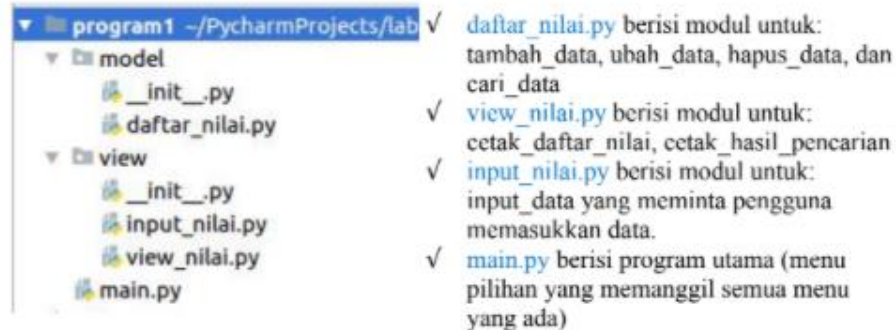 program1 ~/PycharmProjects/lab
model
__init__.py
daftar_nilai.py
view
__init__.py
input_nilai.py
view_nilai.py
main.py
√ daftar_nilai.py berisi modul untuk:
tambah_data, ubah_data, hapus_data, dan
cari_data
√ view_nilai.py berisi modul untuk:
cetak_daftar_nilai, cetak_hasil_pencarian
√ input_nilai.py berisi modul untuk:
input_data yang meminta pengguna
memasukkan data.
√ main.py berisi program utama (menu
pilihan yang memanggil semua menu
yang ada)